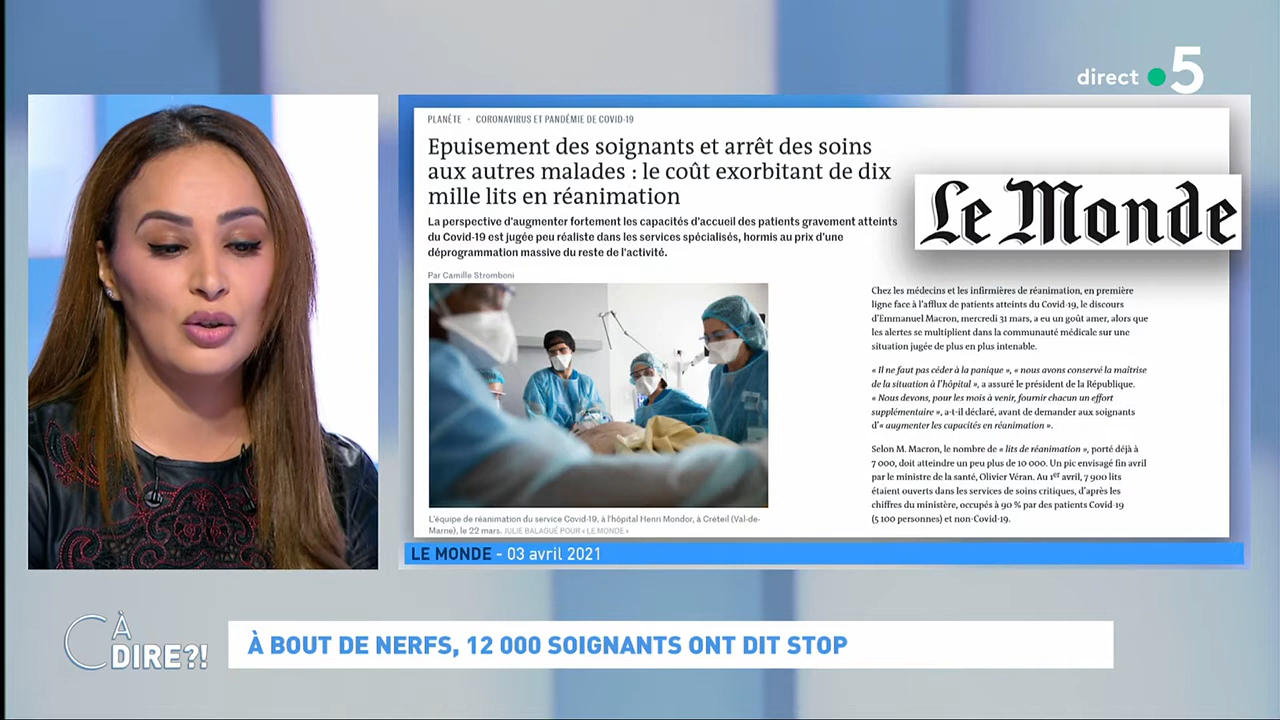 direct 5
PLANÈTE • CORONAVIRUS ET PANDÉMIE DE COVID-19
Epuisement des soignants et arrêt des soins
aux autres malades : le coût exorbitant de dix
mille lits en réanimation
La perspective d'augmenter fortement les capacités d'accueil des patients gravement atteints
du Covid-19 est jugée peu réaliste dans les services spécialisés, hormis au prix d'une
déprogrammation massive du reste de l'activité.
Par Camille Stromboni
Le Monde
L'équipe de réanimation du service Covid-19, à l'hôpital Henri Mondor, à Créteil (Val-de-
Marne), le 22 mars. JULIE BALAGUÉ POUR « LE MONDE »
Chez les médecins et les infirmières de réanimation, en première
ligne face à l'afflux de patients atteints du Covid-19, le discours
d'Emmanuel Macron, mercredi 31 mars, a eu un goût amer, alors que
les alertes se multiplient dans la communauté médicale sur une
situation jugée de plus en plus intenable.
« Il ne faut pas céder à la panique », « nous avons conservé la maîtrise
de la situation à l'hôpital », a assuré le président de la République.
« Nous devons, pour les mois à venir, fournir chacun un effort
supplémentaire », a-t-il déclaré, avant de demander aux soignants
d'« augmenter les capacités en réanimation ».
Selon M. Macron, le nombre de « lits de réanimation », porté déjà à
7 000, doit atteindre un peu plus de 10 000. Un pic envisagé fin avril
par le ministre de la santé, Olivier Véran. Au 1er avril, 7 900 lits
étaient ouverts dans les services de soins critiques, d'après les
chiffres du ministère, occupés à 90 % par des patients Covid-19
(5 100 personnes) et non-Covid-19.
LE MONDE - 03 avril 2021
C À DIRE?!
À BOUT DE NERFS, 12 000 SOIGNANTS ONT DIT STOP